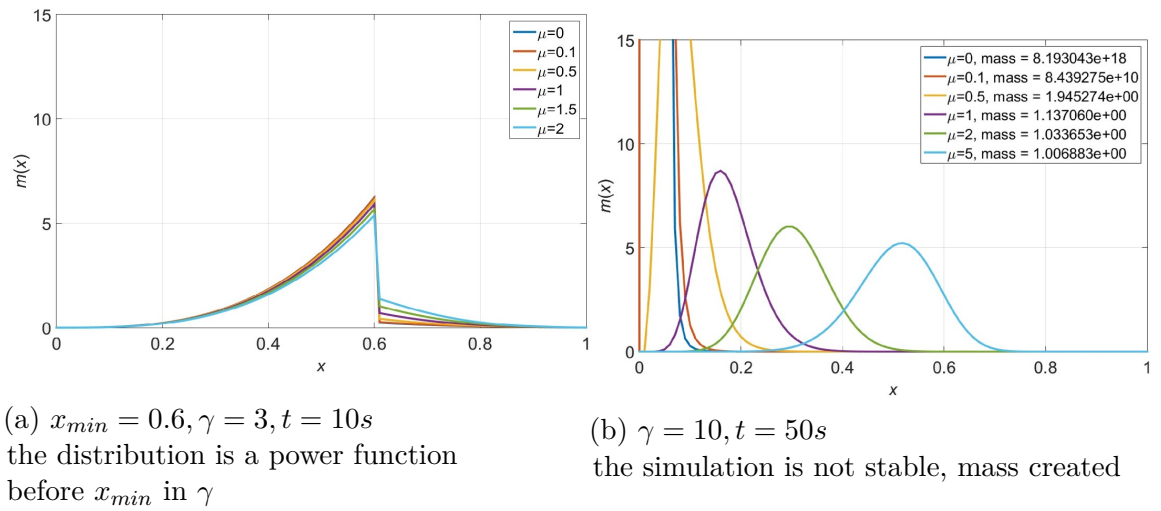 15
10
5
0
m(x)
0
0.2
0.4
0.6
0.8
1
x
μ=0
μ=0.1
μ=0.5
μ=1
μ=1.5
μ=2
(a) x_min = 0.6, γ = 3, t = 10s
the distribution is a power function
before x_min in γ
15
10
5
0
m(x)
0
0.2
0.4
0.6
0.8
1
x
μ=0, mass = 8.193043e+18
μ=0.1, mass = 8.439275e+10
μ=0.5, mass = 1.945274e+00
μ=1, mass = 1.137060e+00
μ=2, mass = 1.033653e+00
μ=5, mass = 1.006883e+00
(b) γ = 10, t = 50s
the simulation is not stable, mass created